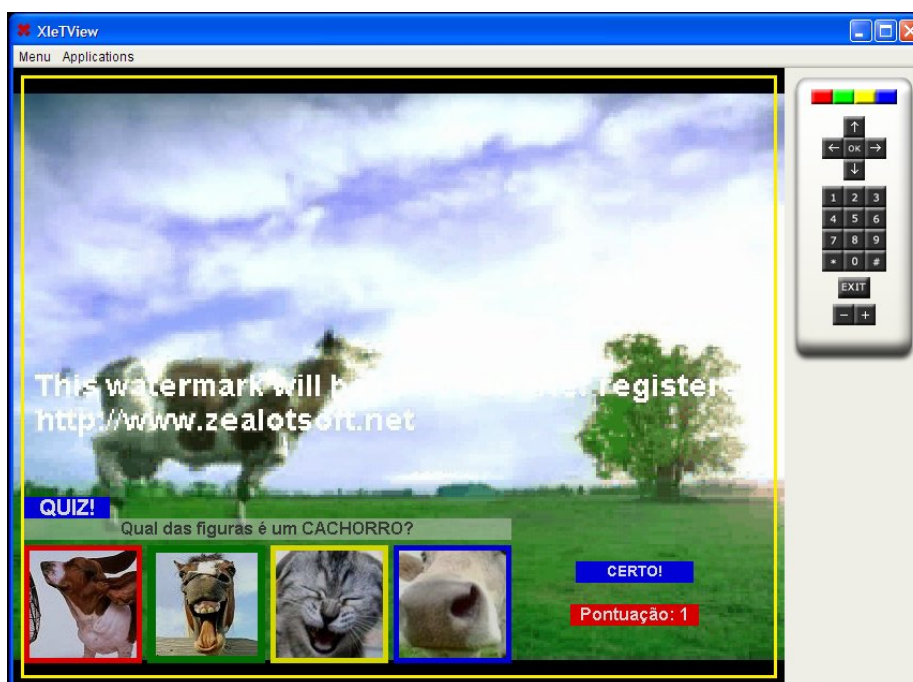 XleTView
Menu Applications
This watermark will b register
http://www.zealotsoft.net
QUIZ!
Qual das figuras é um CACHORRO?
CERTO!
Pontuação: 1
↑
← OK →
↓
1 2 3
4 5 6
7 8 9
* 0 #
EXIT
− +